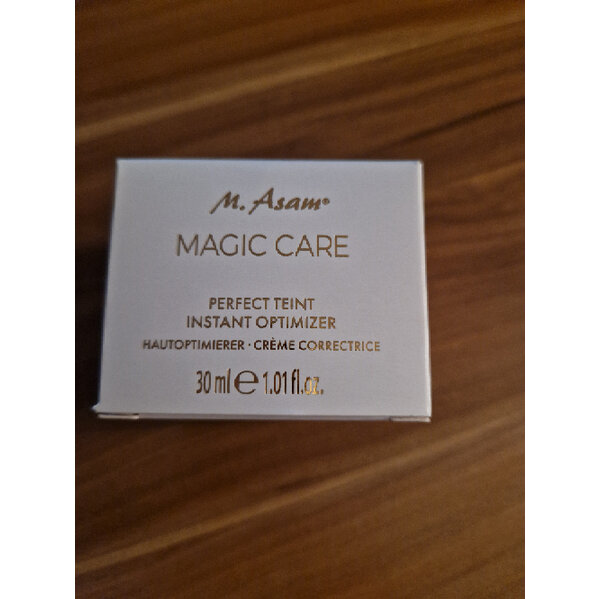 M. Asam®
MAGIC CARE
PERFECT TEINT
INSTANT OPTIMIZER
HAUTOPTIMIERER · CRÈME CORRECTRICE
30 ml ℮ 1.01 fl.oz.